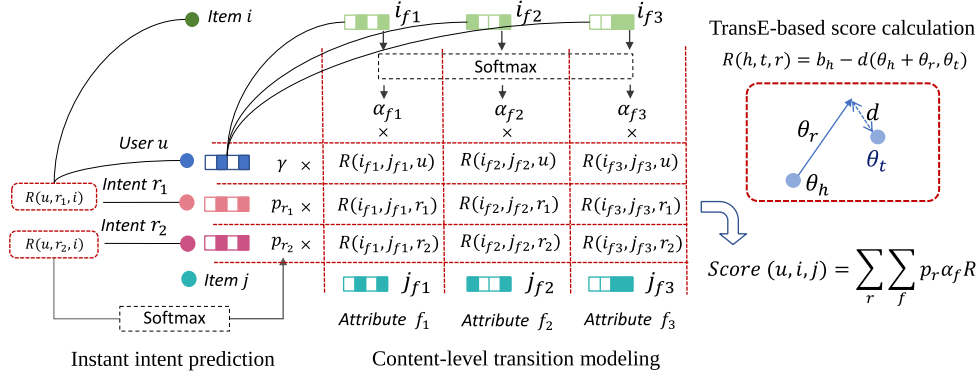 Item i
i_{f1} i_{f2} i_{f3}
Softmax
α_{f1} α_{f2} α_{f3}
× × ×
User u
γ × R(i_{f1}, j_{f1}, u) R(i_{f2}, j_{f2}, u) R(i_{f3}, j_{f3}, u)
R(u, r_1, i)
Intent r_1
p_{r_1} × R(i_{f1}, j_{f1}, r_1) R(i_{f2}, j_{f2}, r_1) R(i_{f3}, j_{f3}, r_1)
R(u, r_2, i)
Intent r_2
p_{r_2} × R(i_{f1}, j_{f1}, r_2) R(i_{f2}, j_{f2}, r_2) R(i_{f3}, j_{f3}, r_2)
Item j
j_{f1} j_{f2} j_{f3}
Softmax
Attribute f_1 Attribute f_2 Attribute f_3
Instant intent prediction
Content-level transition modeling
TransE-based score calculation
R(h, t, r) = b_h − d(θ_h + θ_r, θ_t)
θ_r
d
θ_t
θ_h
Score (u, i, j) = ∑_r ∑_f p_r α_f R